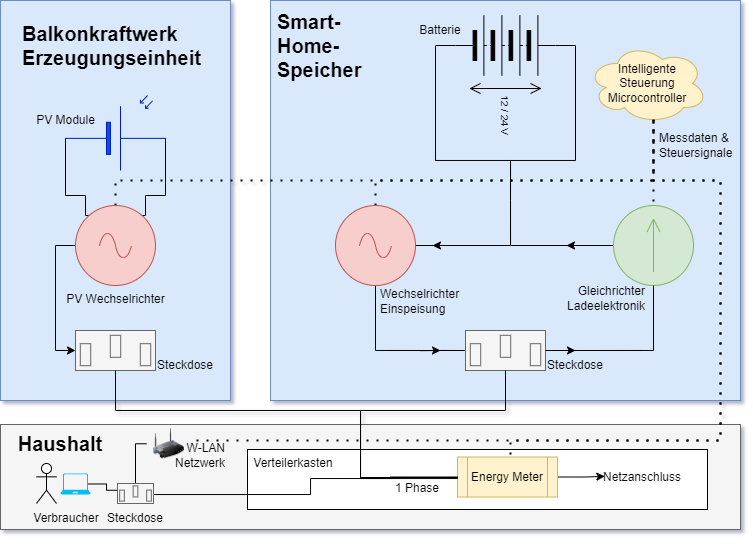 Balkonkraftwerk
Erzeugungseinheit
PV Module
PV Wechselrichter
Steckdose
Smart-
Home-
Speicher
Batterie
12 / 24 V
Intelligente
Steuerung
Microcontroller
Messdaten &
Steuersignale
Wechselrichter
Einspeisung
Gleichrichter
Ladeelektronik
Steckdose
Haushalt
W-LAN
Netzwerk
Verbraucher
Steckdose
Verteilerkasten
1 Phase
Energy Meter
Netzanschluss